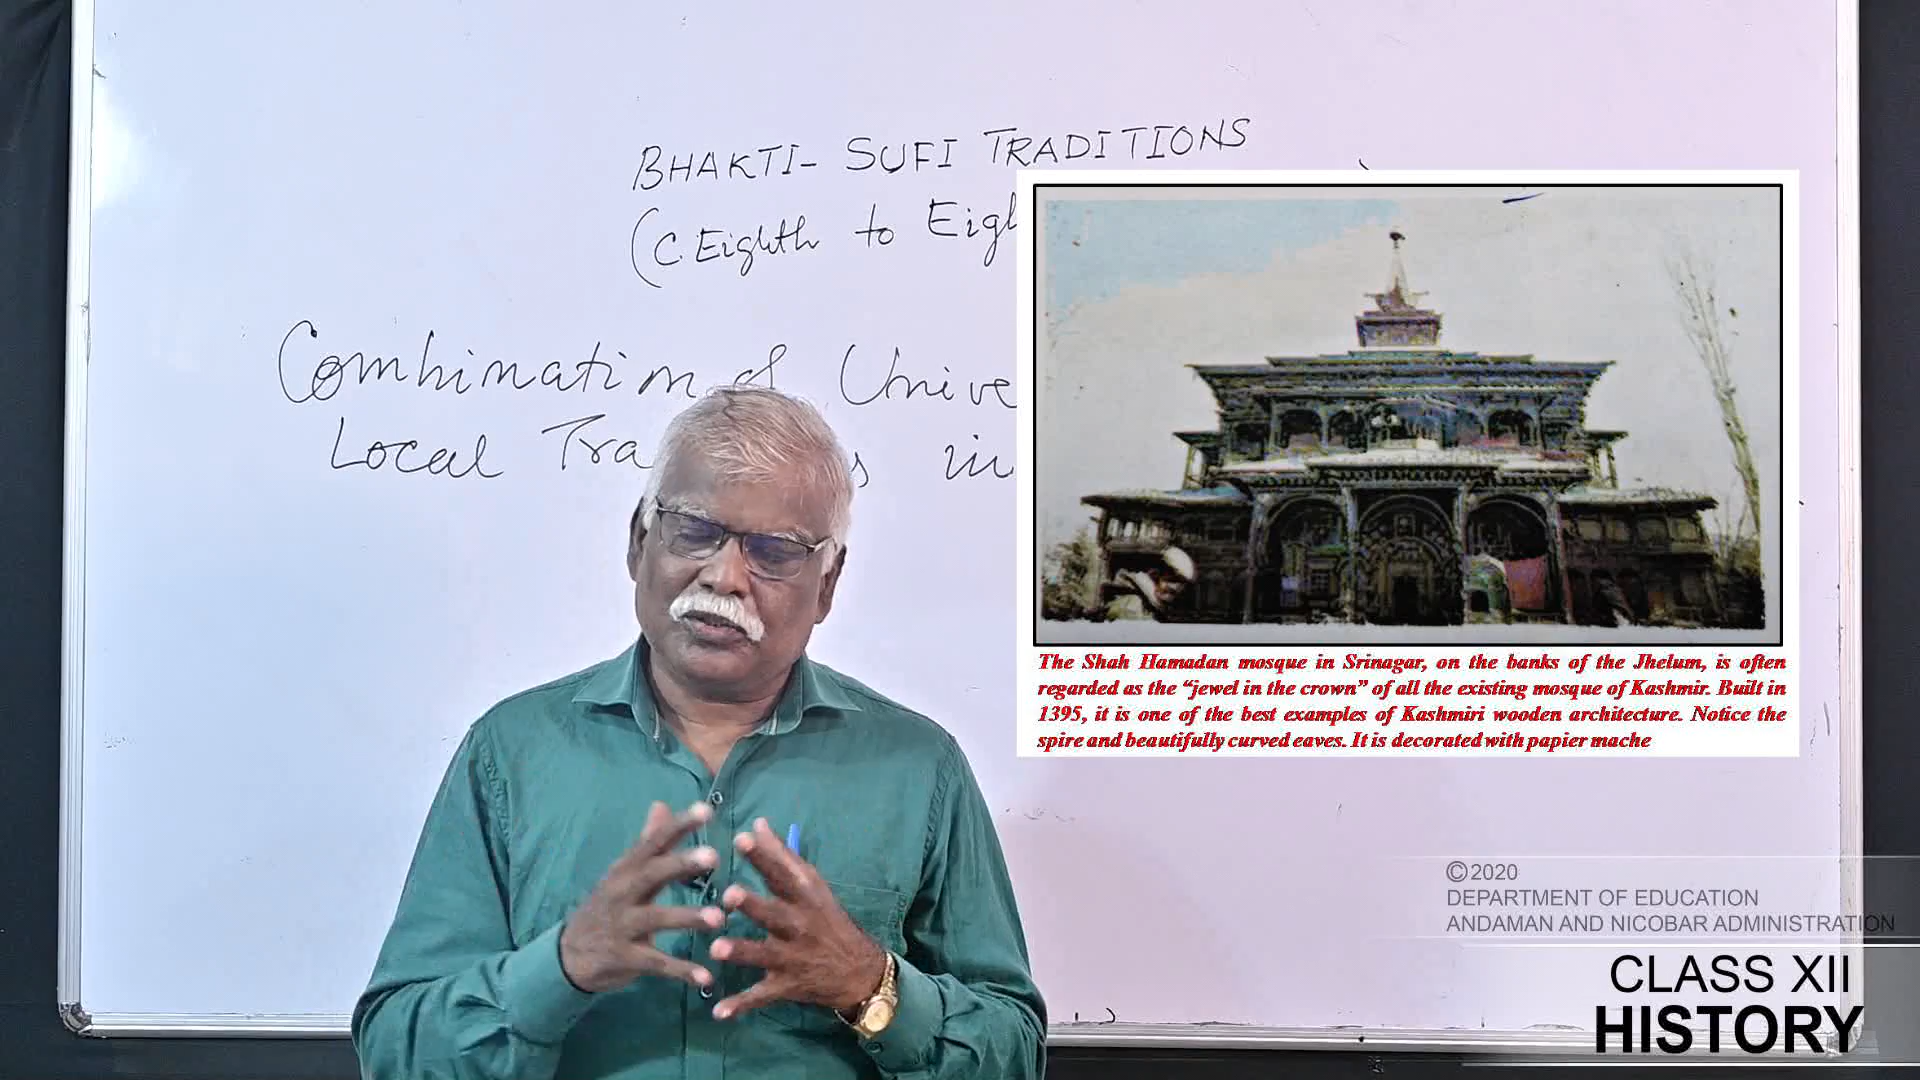 BHAKTI- SUFI TRADITIONS
(C. Eighth to Eigh
Combination of Unive
Local Tra s in
The Shah Hamadan mosque in Srinagar, on the banks of the Jhelum, is often
regarded as the “jewel in the crown” of all the existing mosque of Kashmir. Built in
1395, it is one of the best examples of Kashmiri wooden architecture. Notice the
spire and beautifully curved eaves. It is decorated with papier mache
©2020
DEPARTMENT OF EDUCATION
ANDAMAN AND NICOBAR ADMINISTRATION
CLASS XII
HISTORY